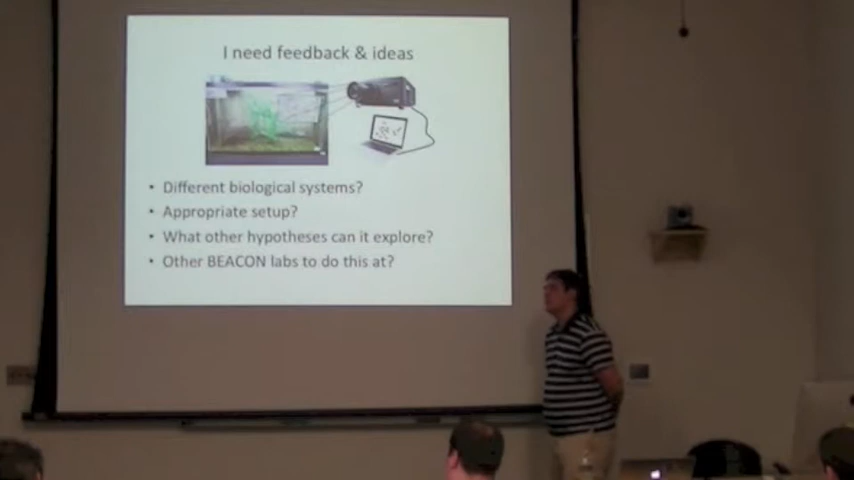 I need feedback & ideas
• Different biological systems?
• Appropriate setup?
• What other hypotheses can it explore?
• Other BEACON labs to do this at?